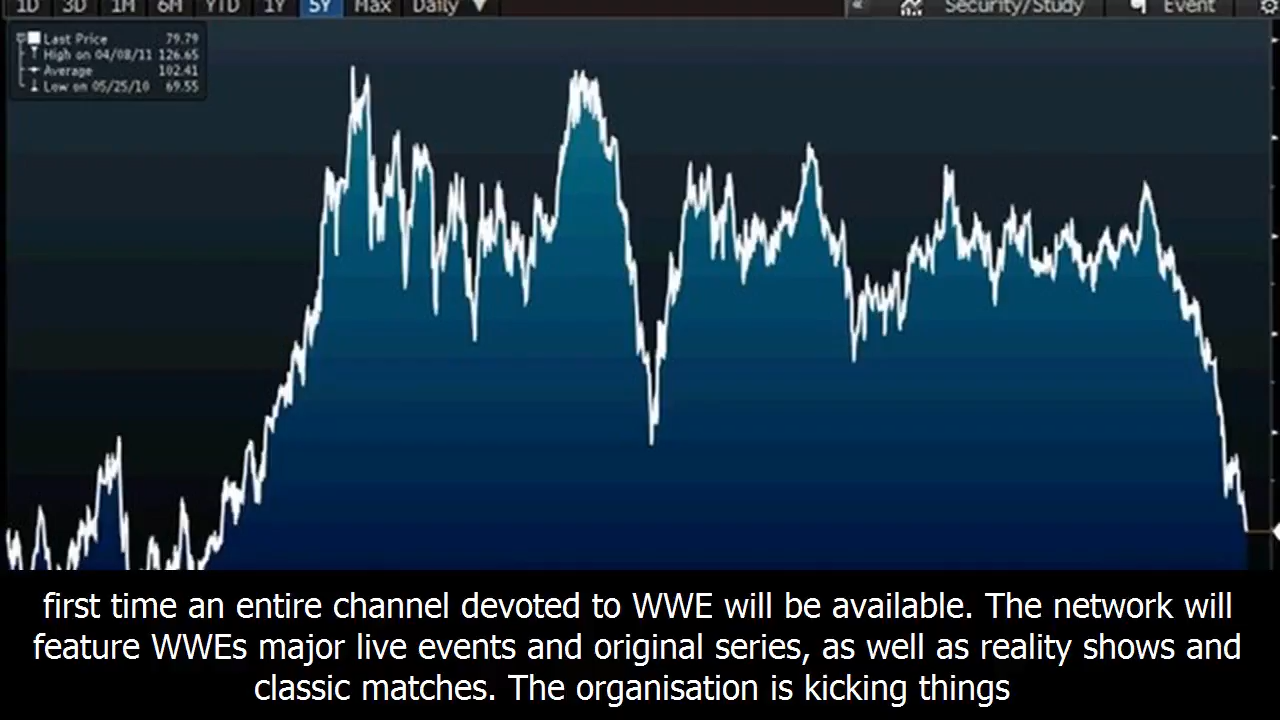 1D 3D 1M 6M YTD 1Y 5Y Max Daily ▼ « Security/Study Event
Last Price 79.79
High on 04/08/11 126.65
Average 102.41
Low on 05/25/10 69.55
first time an entire channel devoted to WWE will be available. The network will
feature WWEs major live events and original series, as well as reality shows and
classic matches. The organisation is kicking things